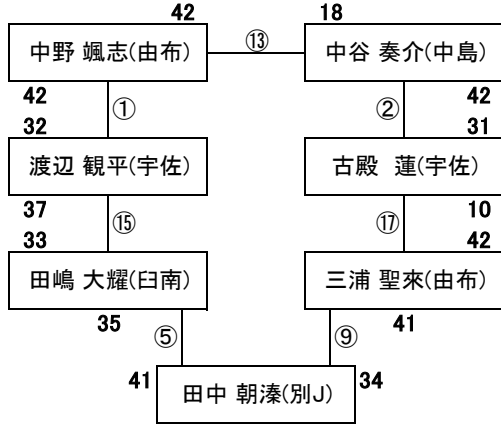 42 18
中野 颯志(由布) ⑬ 中谷 奏介(中島)
42 ① ② 42
32 31
渡辺 観平(宇佐) 古殿 蓮(宇佐)
37 ⑮ ⑰ 10
33 42
田嶋 大耀(臼南) 三浦 聖來(由布)
35 41
⑤ ⑨
41 34
田中 朝溱(別J)